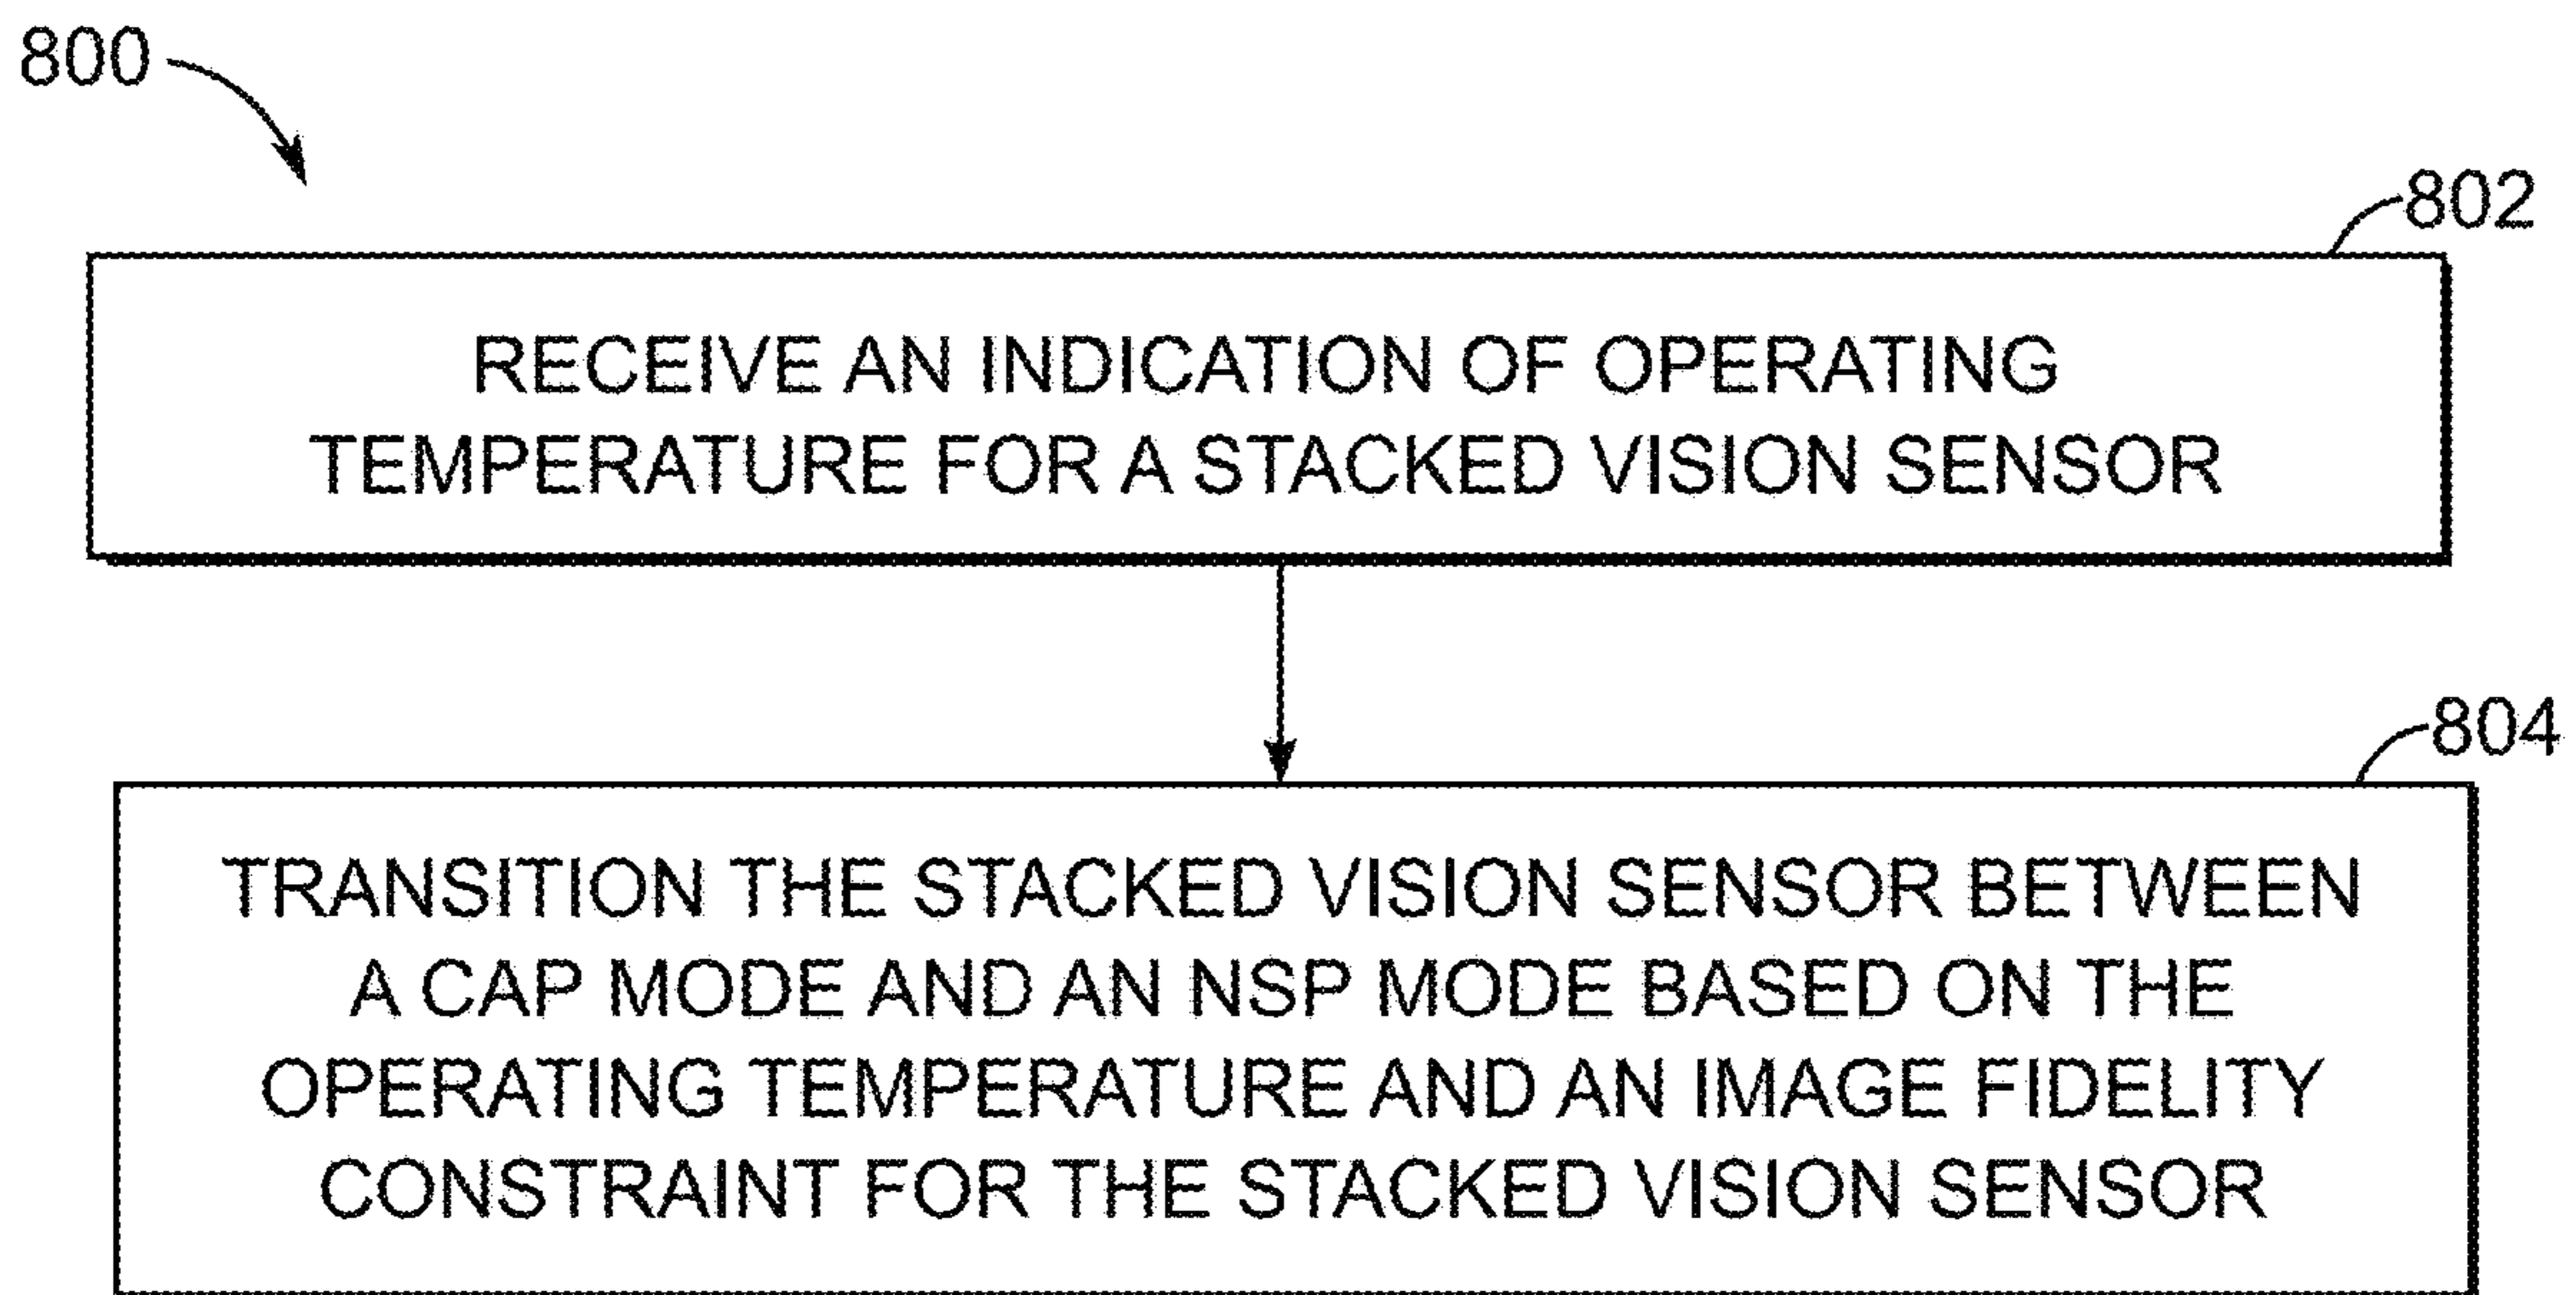 800
802
RECEIVE AN INDICATION OF OPERATING
TEMPERATURE FOR A STACKED VISION SENSOR
804
TRANSITION THE STACKED VISION SENSOR BETWEEN
A CAP MODE AND AN NSP MODE BASED ON THE
OPERATING TEMPERATURE AND AN IMAGE FIDELITY
CONSTRAINT FOR THE STACKED VISION SENSOR